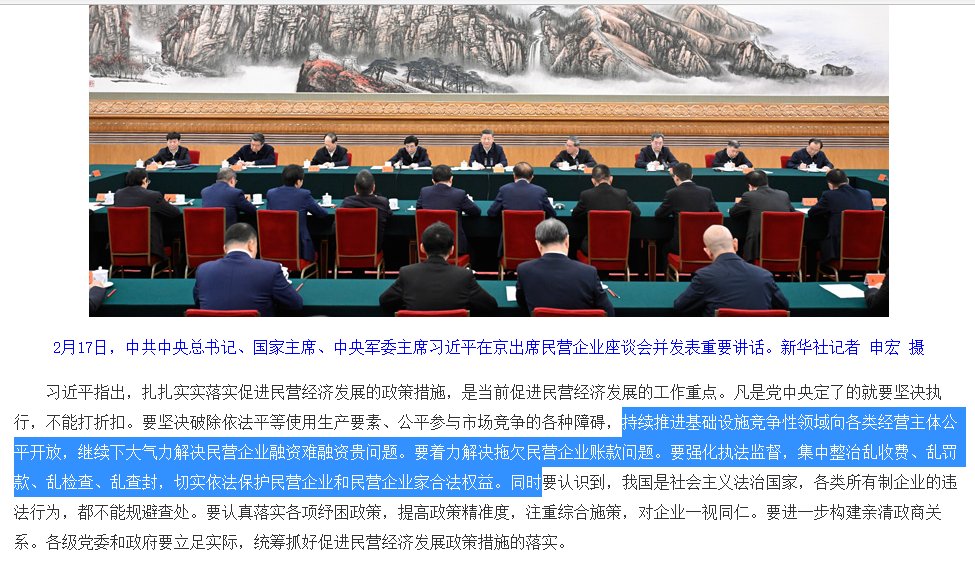 2月17日，中共中央总书记、国家主席、中央军委主席习近平在京出席民营企业座谈会并发表重要讲话。新华社记者 申宏 摄
习近平指出，扎扎实实落实促进民营经济发展的政策措施，是当前促进民营经济发展的工作重点。凡是党中央定了的就要坚决执
行，不能打折扣。要坚决破除依法平等使用生产要素、公平参与市场竞争的各种障碍，持续推进基础设施竞争性领域向各类经营主体公
平开放，继续下大气力解决民营企业融资难融资贵问题。要着力解决拖欠民营企业账款问题。要强化执法监督，集中整治乱收费、乱罚
款、乱检查、乱查封，切实依法保护民营企业和民营企业家合法权益。同时要认识到，我国是社会主义法治国家，各类所有制企业的违
法行为，都不能规避查处。要认真落实各项纾困政策，提高政策精准度，注重综合施策，对企业一视同仁。要进一步构建亲清政商关
系。各级党委和政府要立足实际，统筹抓好促进民营经济发展政策措施的落实。